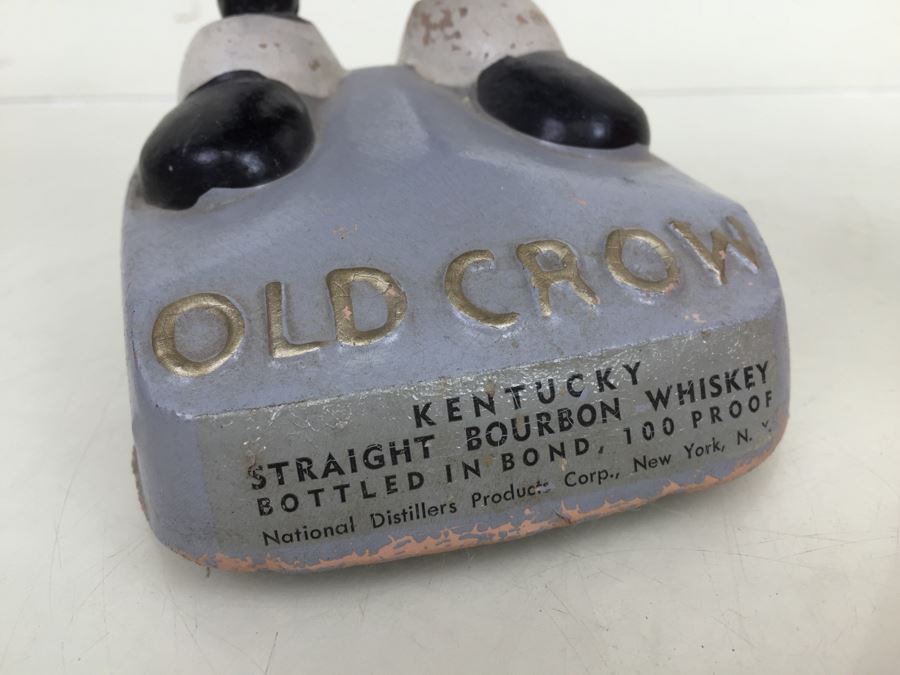 OLD CROW
KENTUCKY
STRAIGHT BOURBON WHISKEY
BOTTLED IN BOND, 100 PROOF
National Distillers Products Corp., New York, N. Y.